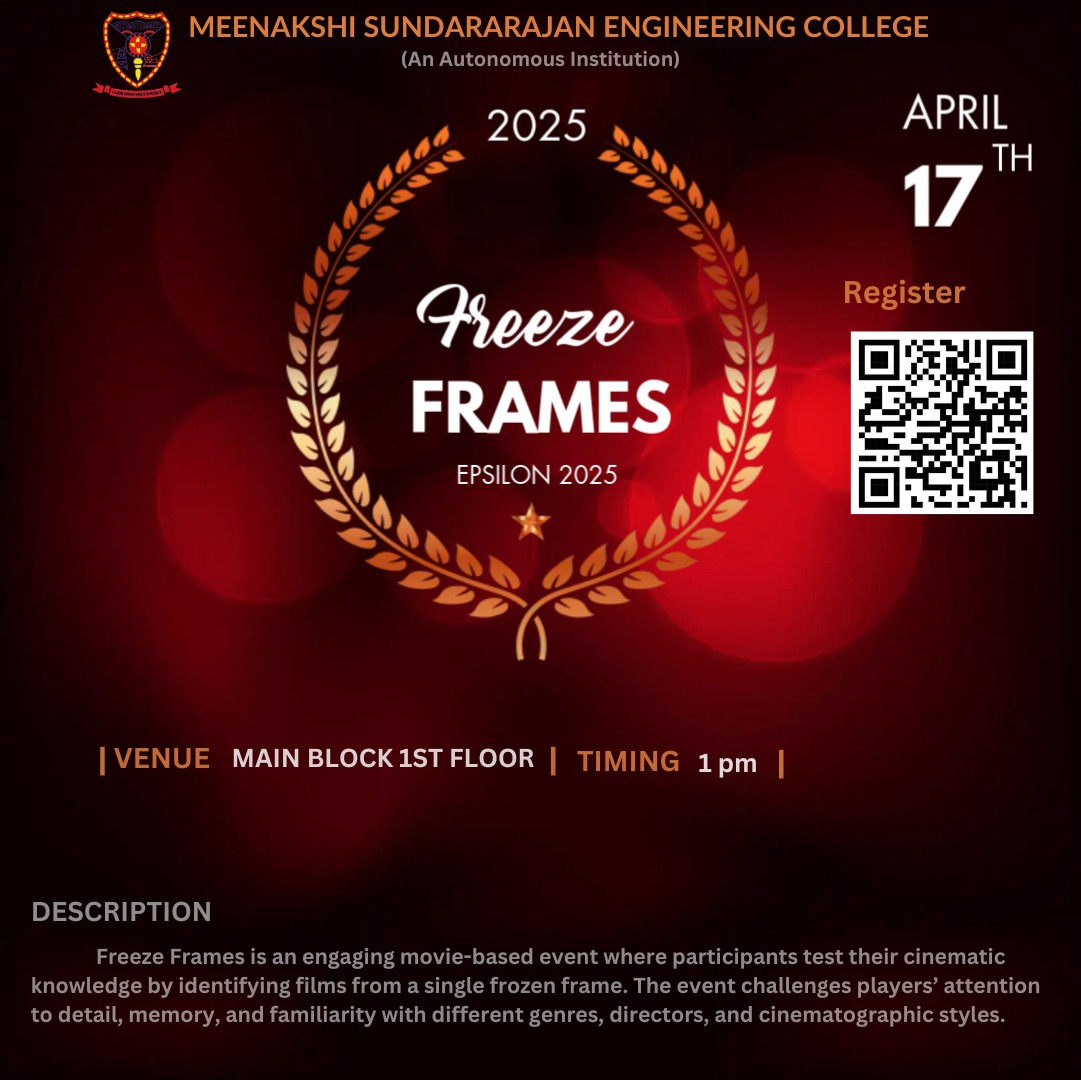 MEENAKSHI SUNDARARAJAN ENGINEERING COLLEGE
(An Autonomous Institution)
2025
APRIL
17 TH
Freeze
FRAMES
EPSILON 2025
Register
| VENUE MAIN BLOCK 1ST FLOOR | TIMING 1 pm |
DESCRIPTION
Freeze Frames is an engaging movie-based event where participants test their cinematic
knowledge by identifying films from a single frozen frame. The event challenges players’ attention
to detail, memory, and familiarity with different genres, directors, and cinematographic styles.